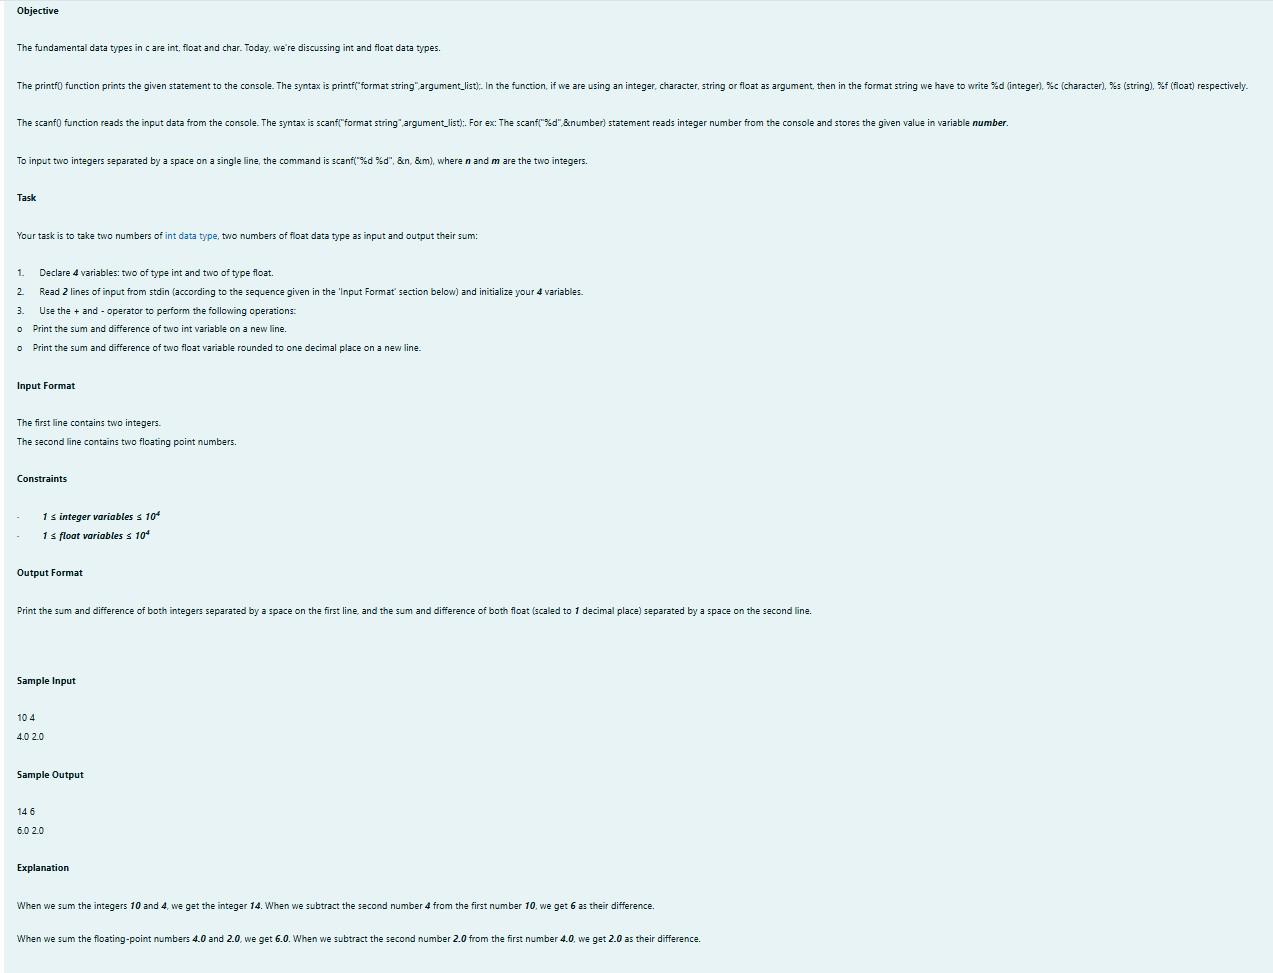 Objective
The fundamental data types in c are int, float and char. Today, we're discussing int and float data types.
The printf() function prints the given statement to the console. The syntax is printf("format string",argument_list);. In the function, if we are using an integer, character, string or float as argument, then in the format string we have to write %d (integer), %c (character), %s (string), %f (float) respectively.
The scanf() function reads the input data from the console. The syntax is scanf("format string",argument_list);. For ex: The scanf("%d",&number) statement reads integer number from the console and stores the given value in variable number.
To input two integers separated by a space on a single line, the command is scanf("%d %d", &n, &m), where n and m are the two integers.
Task
Your task is to take two numbers of int data type, two numbers of float data type as input and output their sum:
1. Declare 4 variables: two of type int and two of type float.
2. Read 2 lines of input from stdin (according to the sequence given in the 'Input Format' section below) and initialize your 4 variables.
3. Use the + and - operator to perform the following operations:
o Print the sum and difference of two int variable on a new line.
o Print the sum and difference of two float variable rounded to one decimal place on a new line.
Input Format
The first line contains two integers.
The second line contains two floating point numbers.
Constraints
· 1 ≤ integer variables ≤ 10⁴
· 1 ≤ float variables ≤ 10⁴
Output Format
Print the sum and difference of both integers separated by a space on the first line, and the sum and difference of both float (scaled to 1 decimal place) separated by a space on the second line.
Sample Input
10 4
4.0 2.0
Sample Output
14 6
6.0 2.0
Explanation
When we sum the integers 10 and 4, we get the integer 14. When we subtract the second number 4 from the first number 10, we get 6 as their difference.
When we sum the floating-point numbers 4.0 and 2.0, we get 6.0. When we subtract the second number 2.0 from the first number 4.0, we get 2.0 as their difference.